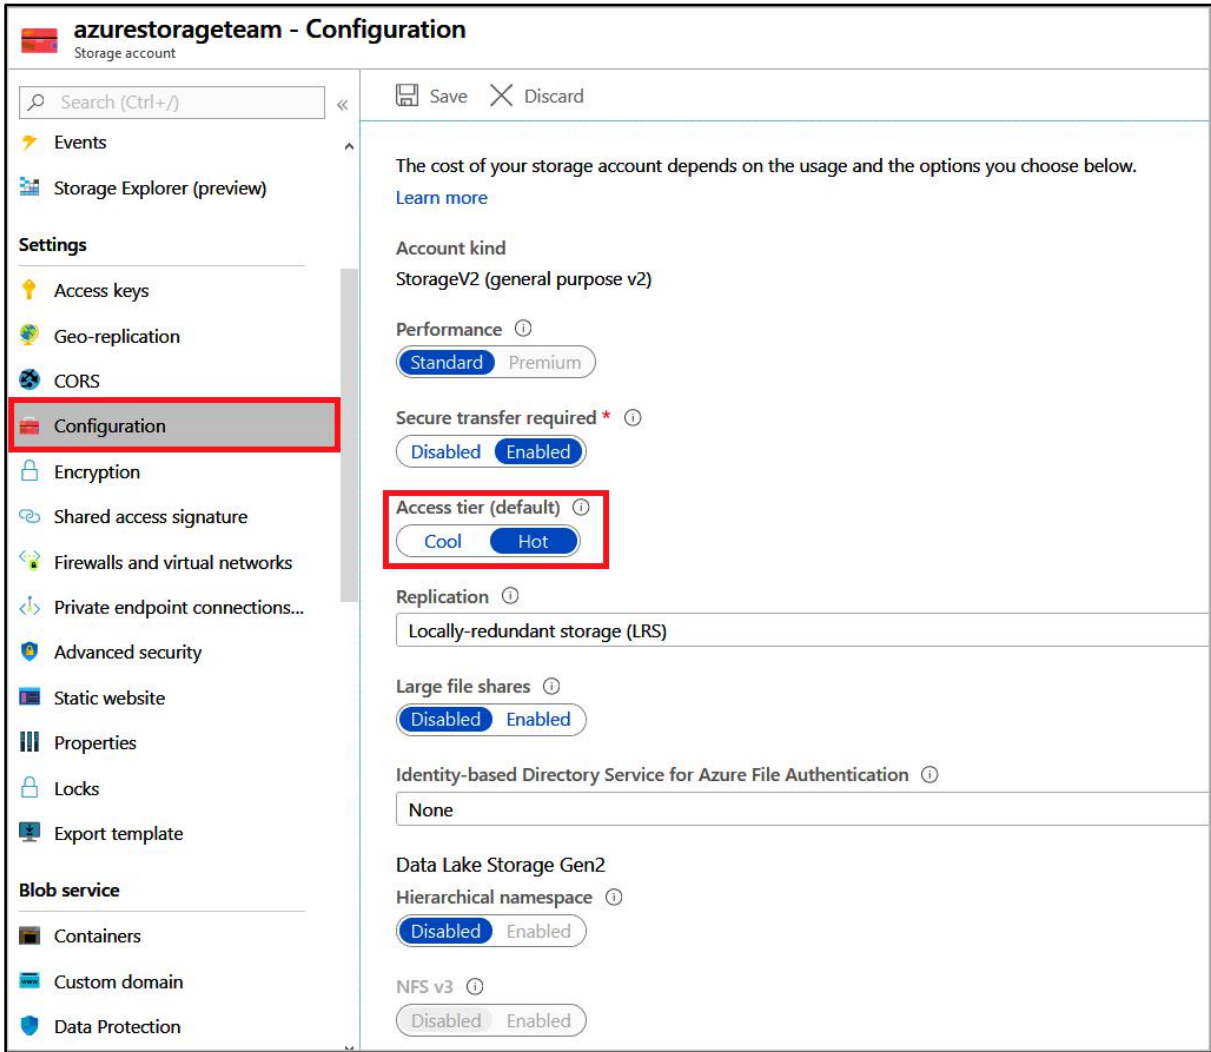 azurestorageteam - Configuration
Storage account
Search (Ctrl+/)
«
Events
Storage Explorer (preview)
Settings
Access keys
Geo-replication
CORS
Configuration
Encryption
Shared access signature
Firewalls and virtual networks
Private endpoint connections...
Advanced security
Static website
Properties
Locks
Export template
Blob service
Containers
Custom domain
Data Protection
Save Discard
The cost of your storage account depends on the usage and the options you choose below.
Learn more
Account kind
StorageV2 (general purpose v2)
Performance
Standard Premium
Secure transfer required *
Disabled Enabled
Access tier (default)
Cool Hot
Replication
Locally-redundant storage (LRS)
Large file shares
Disabled Enabled
Identity-based Directory Service for Azure File Authentication
None
Data Lake Storage Gen2
Hierarchical namespace
Disabled Enabled
NFS v3
Disabled Enabled